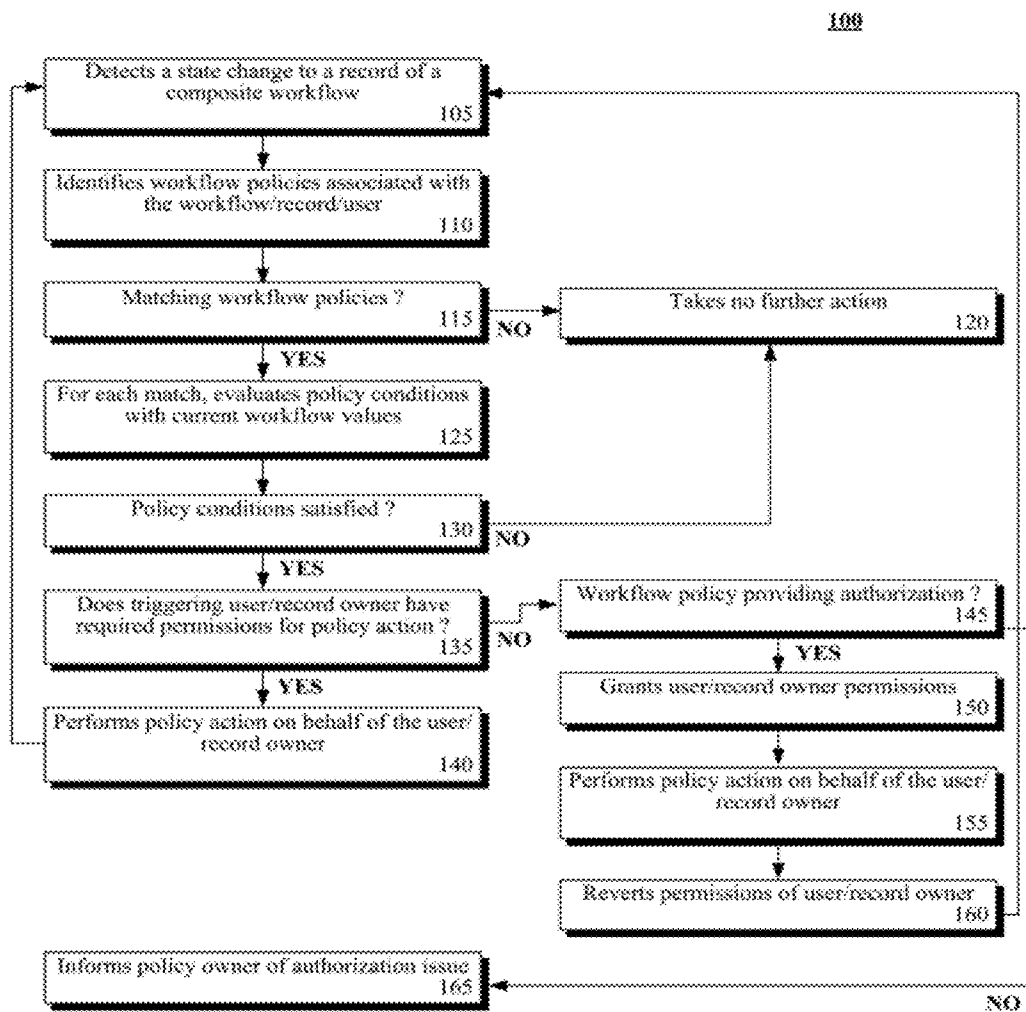 100
Detects a state change to a record of a
composite workflow
105
Identifies workflow policies associated with
the workflow/record/user
110
Matching workflow policies ?
115
NO
Takes no further action
120
YES
For each match, evaluates policy conditions
with current workflow values
125
Policy conditions satisfied ?
130
NO
YES
Does triggering user/record owner have
required permissions for policy action ?
135
NO
Workflow policy providing authorization ?
145
YES
YES
Grants user/record owner permissions
150
Performs policy action on behalf of the user/
record owner
140
Performs policy action on behalf of the user/
record owner
155
Reverts permissions of user/record owner
160
Informs policy owner of authorization issue
165
NO